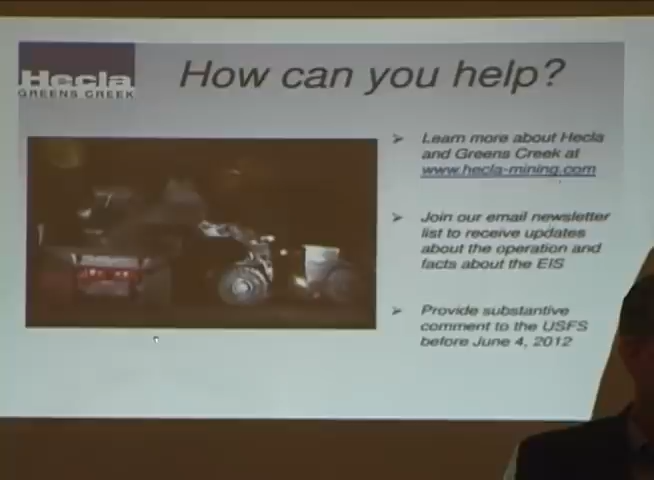 Hecla
GREENS CREEK
How can you help?
Learn more about Hecla
and Greens Creek at
www.hecla-mining.com
Join our email newsletter
list to receive updates
about the operation and
facts about the EIS
Provide substantive
comment to the USFS
before June 4, 2012